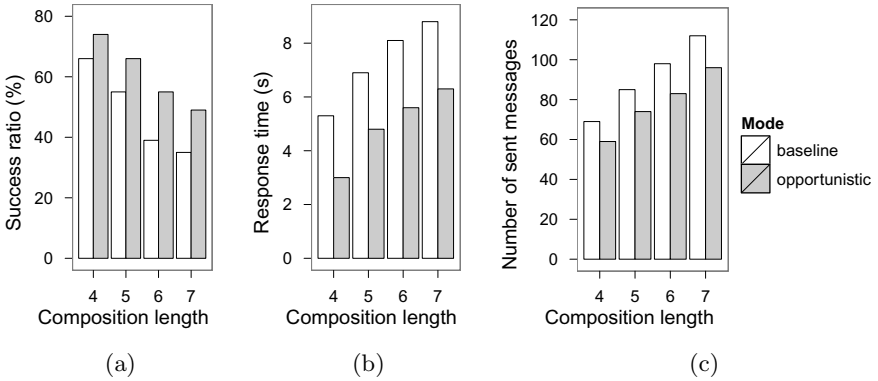 Success ratio (%)
80
60
40
20
0
4 5 6 7
Composition length
(a)
Response time (s)
8
6
4
2
0
4 5 6 7
Composition length
(b)
Number of sent messages
120
100
80
60
40
20
0
4 5 6 7
Composition length
(c)
Mode
baseline
opportunistic